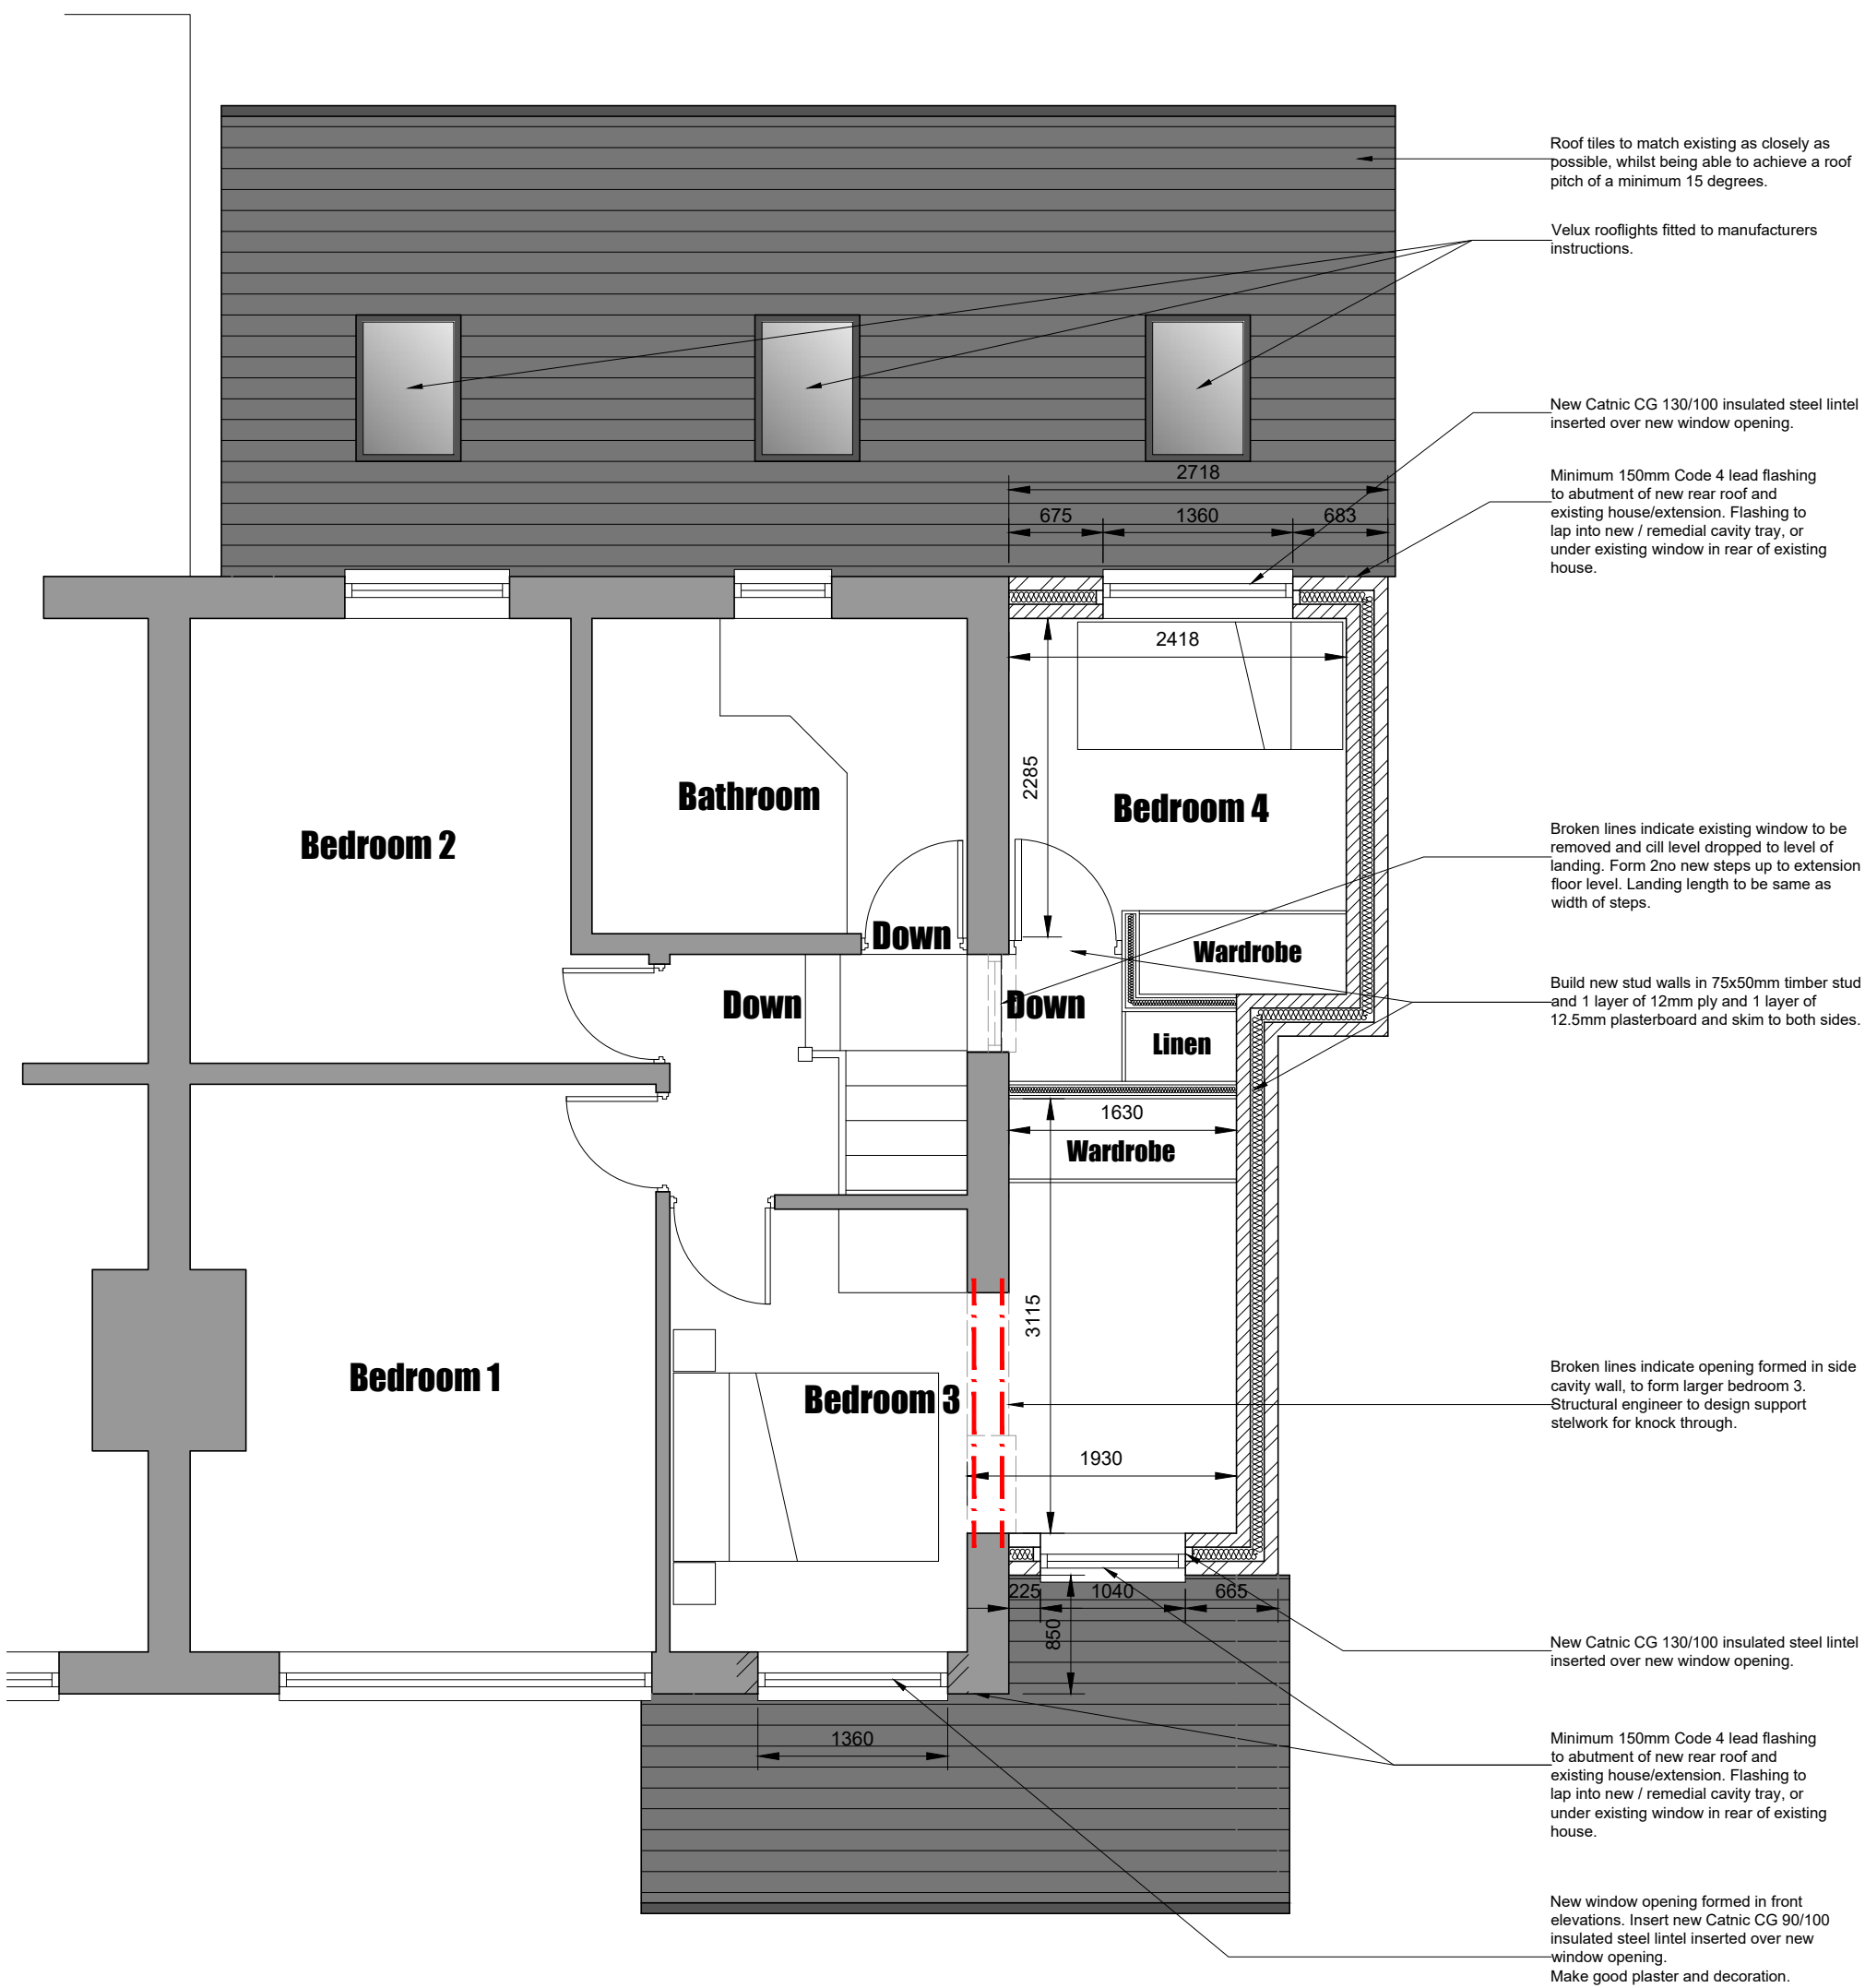 Roof tiles to match existing as closely as
possible, whilst being able to achieve a roof
pitch of a minimum 15 degrees.
Velux rooflights fitted to manufacturers
instructions.
New Catnic CG 130/100 insulated steel lintel
inserted over new window opening.
2718
Minimum 150mm Code 4 lead flashing
to abutment of new rear roof and
existing house/extension. Flashing to
lap into new / remedial cavity tray, or
under existing window in rear of existing
house.
675
1360
683
2418
2285
Bathroom
Bedroom 4
Bedroom 2
Broken lines indicate existing window to be
removed and cill level dropped to level of
landing. Form 2no new steps up to extension
floor level. Landing length to be same as
width of steps.
Down
Wardrobe
Down
Down
Build new stud walls in 75x50mm timber stud
and 1 layer of 12mm ply and 1 layer of
12.5mm plasterboard and skim to both sides.
Linen
1630
Wardrobe
3115
Bedroom 1
Bedroom 3
Broken lines indicate opening formed in side
cavity wall, to form larger bedroom 3.
Structural engineer to design support
stelwork for knock through.
1930
225
1040
665
850
New Catnic CG 130/100 insulated steel lintel
inserted over new window opening.
1360
Minimum 150mm Code 4 lead flashing
to abutment of new rear roof and
existing house/extension. Flashing to
lap into new / remedial cavity tray, or
under existing window in rear of existing
house.
New window opening formed in front
elevations. Insert new Catnic CG 90/100
insulated steel lintel inserted over new
window opening.
Make good plaster and decoration.